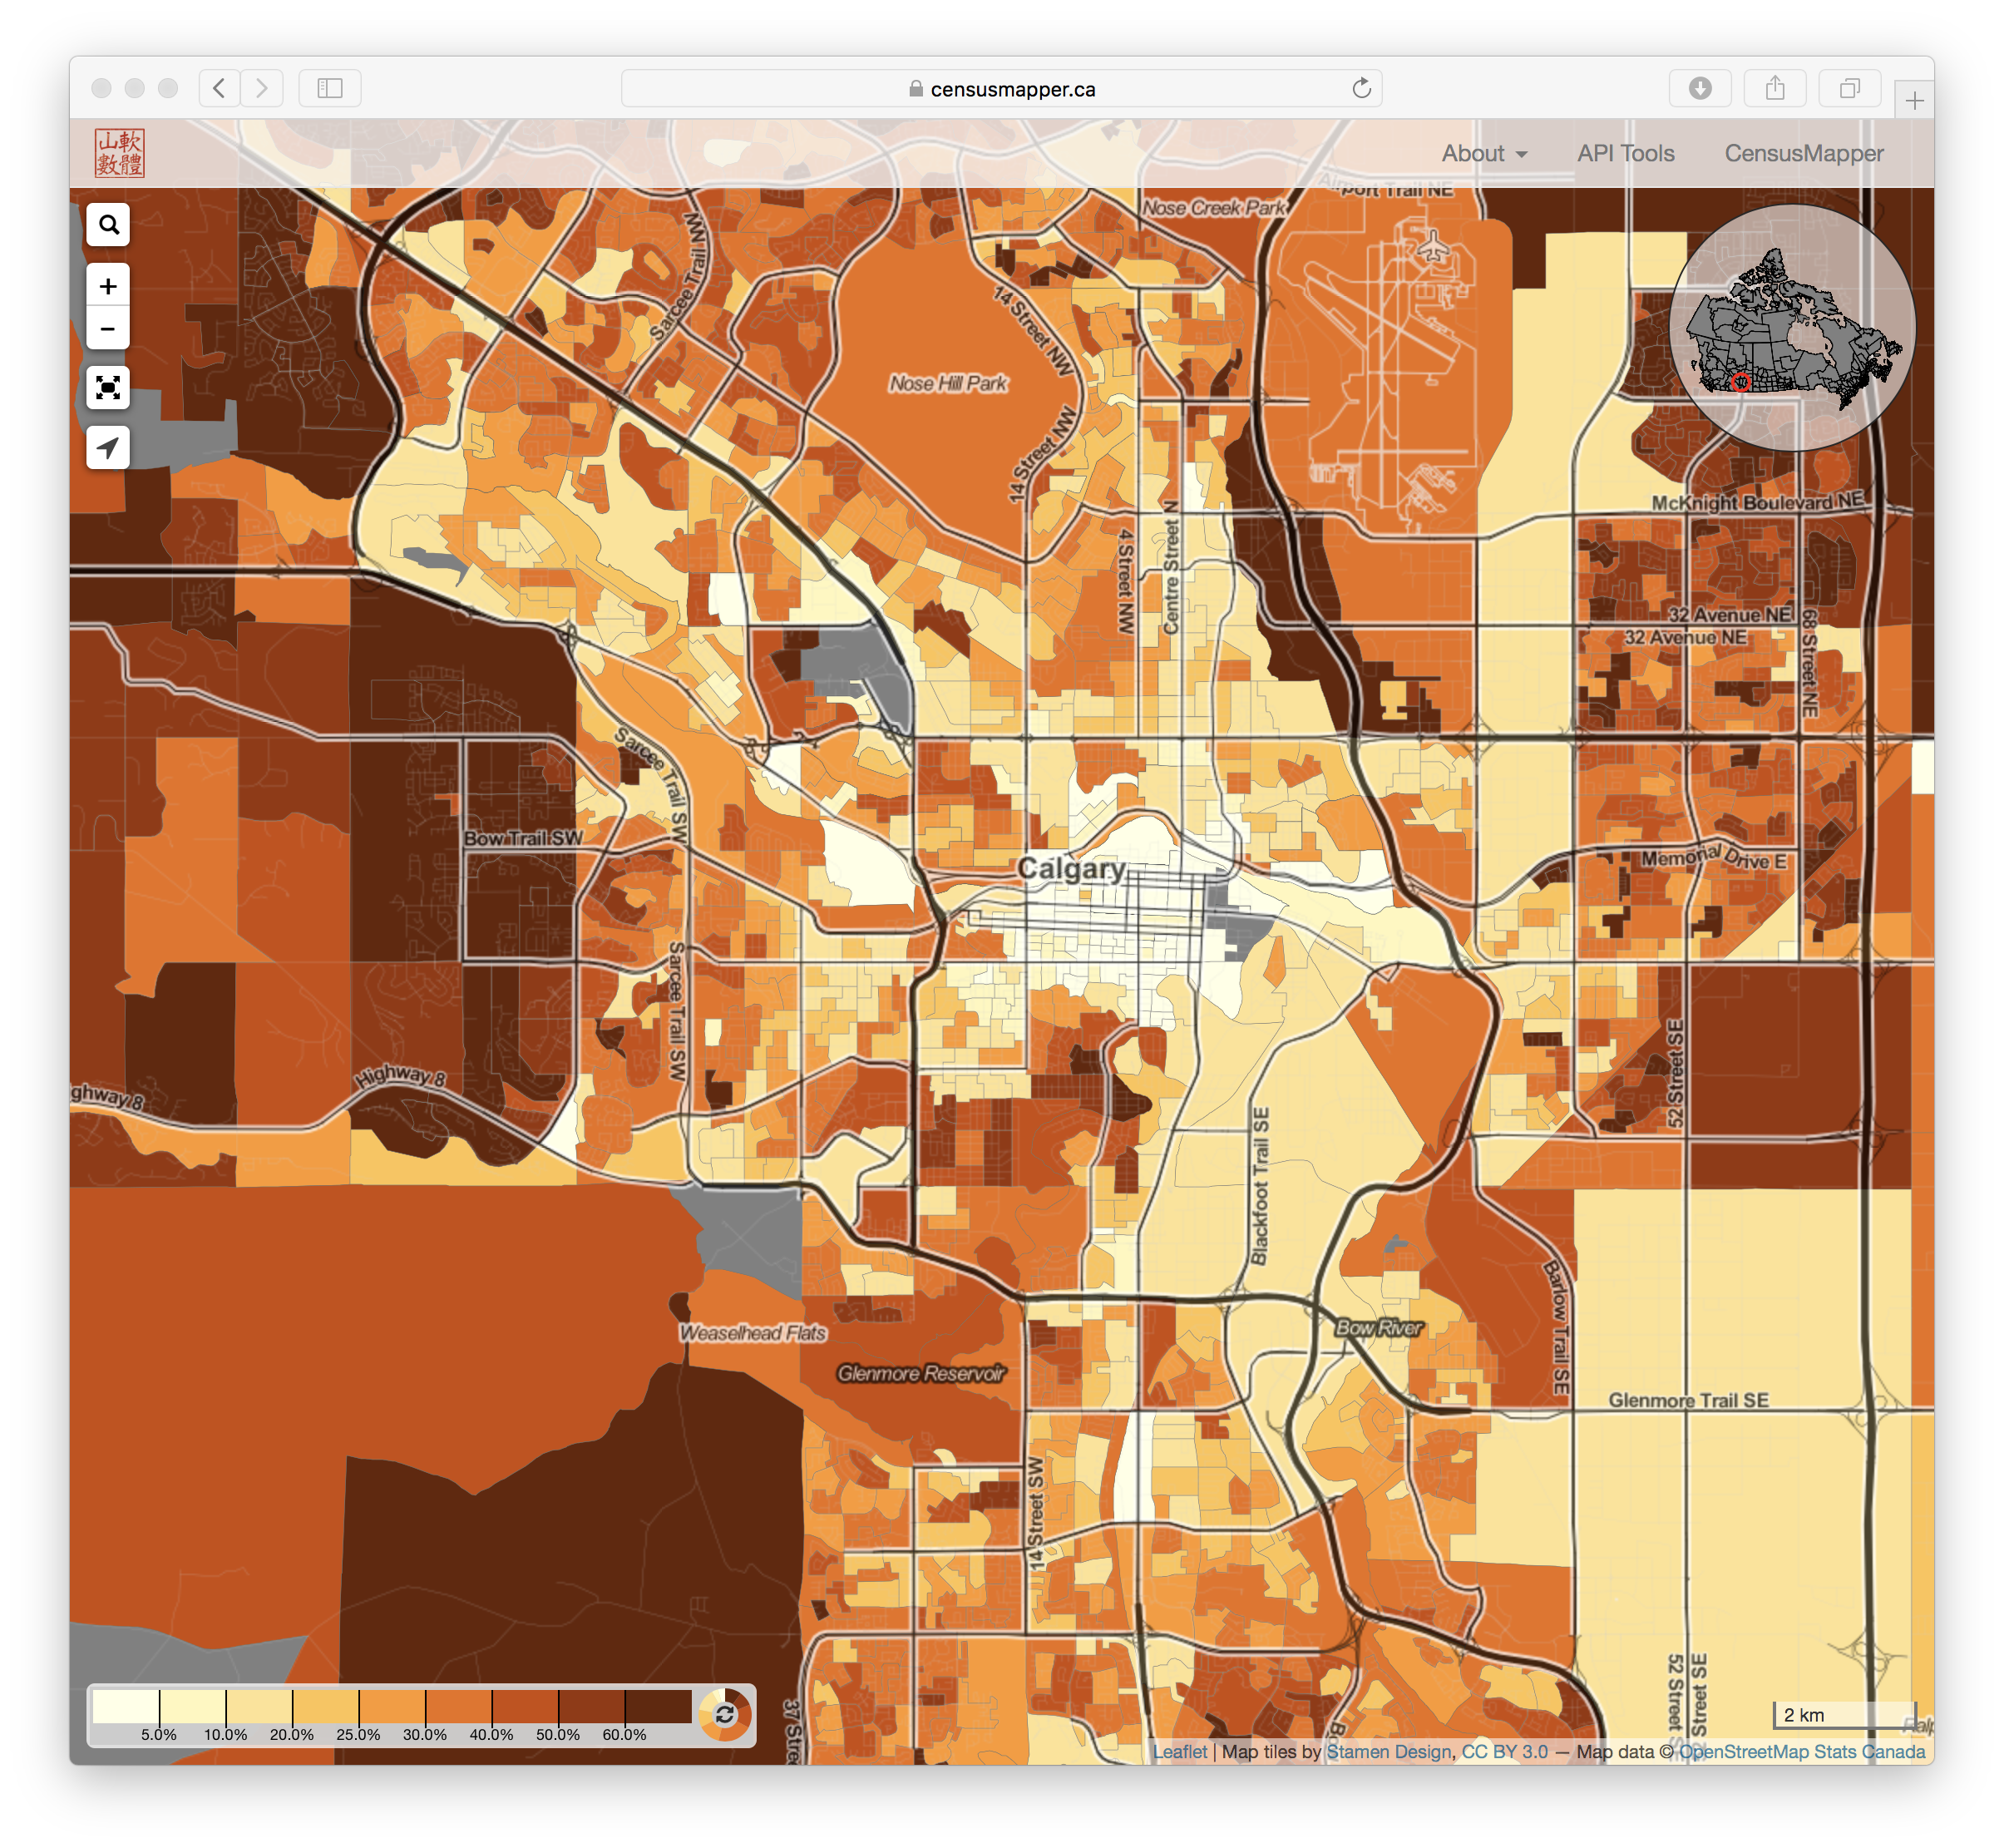 censusmapper.ca
山軟
數體
About
API Tools
CensusMapper
Airport Trail NE
Nose Creek Park
Sarcee Trail NW
14 Street NW
Nose Hill Park
14 Street NW
McKnight Boulevard NE
4 Street NW
Centre Street N
32 Avenue NE
32 Avenue NE
68 Street NE
Sarcee Trail SW
Bow Trail SW
Calgary
Memorial Drive E
Sarcee Trail SW
52 Street SE
Highway 8
ghway 8
Blackfoot Trail SE
Barlow Trail SE
Weaselhead Flats
Bow River
Glenmore Reservoir
Glenmore Trail SE
14 Street SW
52 Street S
Street SE
37 Stre
Bo
2 km
Ralp
5.0%
10.0%
20.0%
25.0%
30.0%
40.0%
50.0%
60.0%
Leaflet | Map tiles by Stamen Design, CC BY 3.0 — Map data © OpenStreetMap Stats Canada